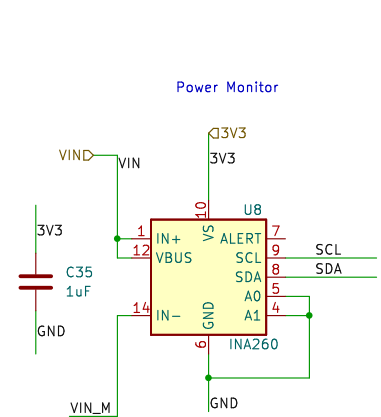 Power Monitor
3V3
3V3
VIN
VIN
10
U8
1
IN+
VS
ALERT
7
12
VBUS
SCL
9
SCL
SDA
8
SDA
3V3
C35
1uF
A0
5
14
IN-
GND
A1
4
GND
6
INA260
VIN_M
GND